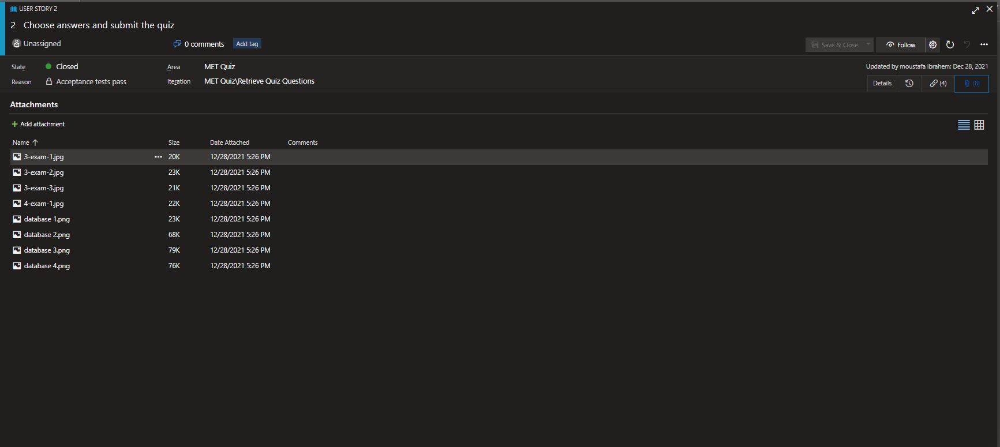 USER STORY 2
2 Choose answers and submit the quiz
Unassigned 0 comments Add tag Save & Close Follow
State Closed Area MET Quiz Updated by moustafa ibrahem: Dec 28, 2021
Reason Acceptance tests pass Iteration MET Quiz\Retrieve Quiz Questions Details (4) (8)
Attachments
+ Add attachment
Name Size Date Attached Comments
3-exam-1.jpg 20K 12/28/2021 5:26 PM
3-exam-2.jpg 23K 12/28/2021 5:26 PM
3-exam-3.jpg 21K 12/28/2021 5:26 PM
4-exam-1.jpg 22K 12/28/2021 5:26 PM
database 1.png 23K 12/28/2021 5:26 PM
database 2.png 68K 12/28/2021 5:26 PM
database 3.png 79K 12/28/2021 5:26 PM
database 4.png 76K 12/28/2021 5:26 PM